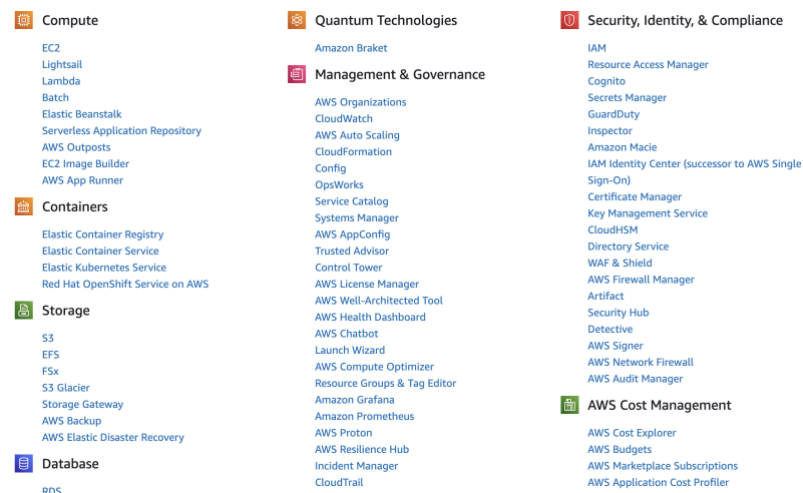 Compute
EC2
Lightsail
Lambda
Batch
Elastic Beanstalk
Serverless Application Repository
AWS Outposts
EC2 Image Builder
AWS App Runner
Containers
Elastic Container Registry
Elastic Container Service
Elastic Kubernetes Service
Red Hat OpenShift Service on AWS
Storage
S3
EFS
FSx
S3 Glacier
Storage Gateway
AWS Backup
AWS Elastic Disaster Recovery
Database
RDS
Quantum Technologies
Amazon Braket
Management & Governance
AWS Organizations
CloudWatch
AWS Auto Scaling
CloudFormation
Config
OpsWorks
Service Catalog
Systems Manager
AWS AppConfig
Trusted Advisor
Control Tower
AWS License Manager
AWS Well-Architected Tool
AWS Health Dashboard
AWS Chatbot
Launch Wizard
AWS Compute Optimizer
Resource Groups & Tag Editor
Amazon Grafana
Amazon Prometheus
AWS Proton
AWS Resilience Hub
Incident Manager
CloudTrail
Security, Identity, & Compliance
IAM
Resource Access Manager
Cognito
Secrets Manager
GuardDuty
Inspector
Amazon Macie
IAM Identity Center (successor to AWS Single
Sign-On)
Certificate Manager
Key Management Service
CloudHSM
Directory Service
WAF & Shield
AWS Firewall Manager
Artifact
Security Hub
Detective
AWS Signer
AWS Network Firewall
AWS Audit Manager
AWS Cost Management
AWS Cost Explorer
AWS Budgets
AWS Marketplace Subscriptions
AWS Application Cost Profiler